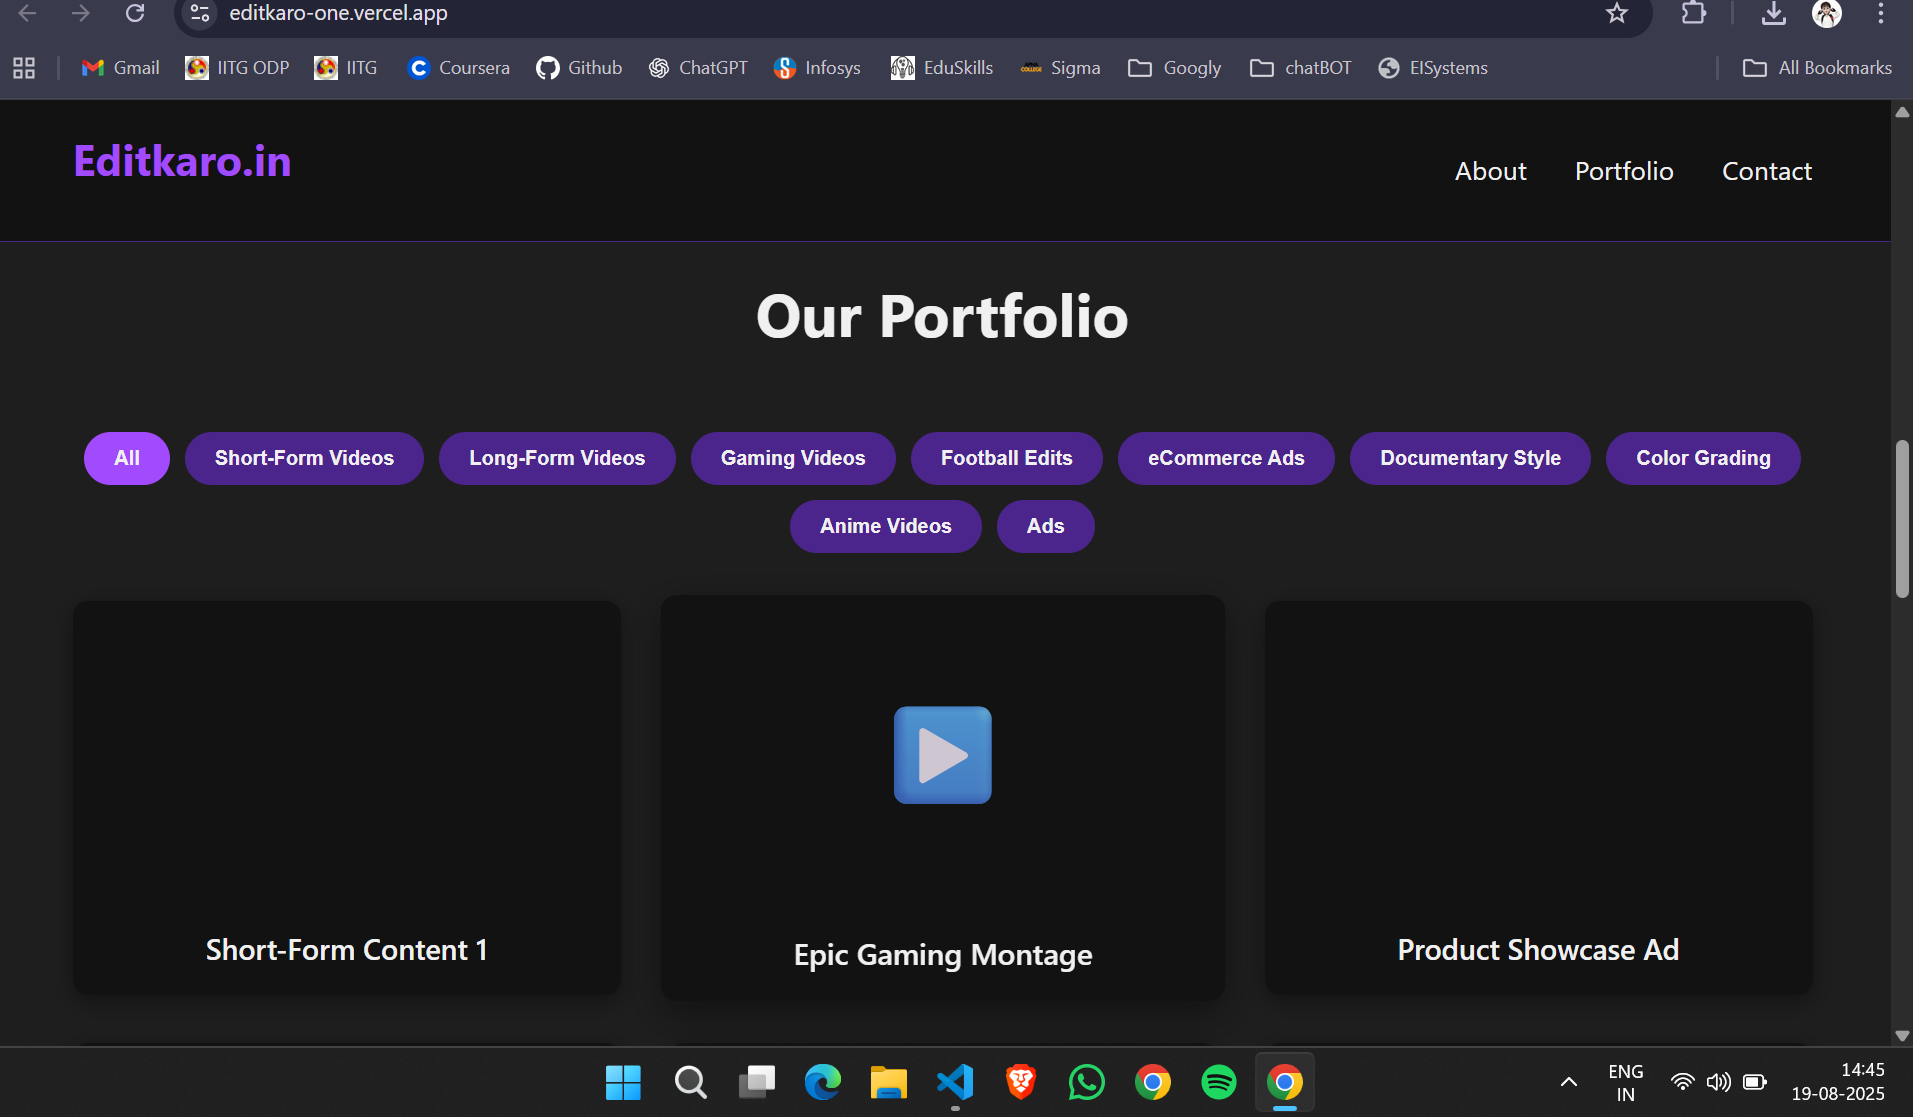 editkaro-one.vercel.app
Gmail IITG ODP IITG Coursera Github ChatGPT Infosys EduSkills Sigma Googly chatBOT EISystems All Bookmarks
Editkaro.in
About Portfolio Contact
Our Portfolio
All Short-Form Videos Long-Form Videos Gaming Videos Football Edits eCommerce Ads Documentary Style Color Grading
Anime Videos Ads
Short-Form Content 1
Epic Gaming Montage
Product Showcase Ad
ENG
IN
14:45
19-08-2025